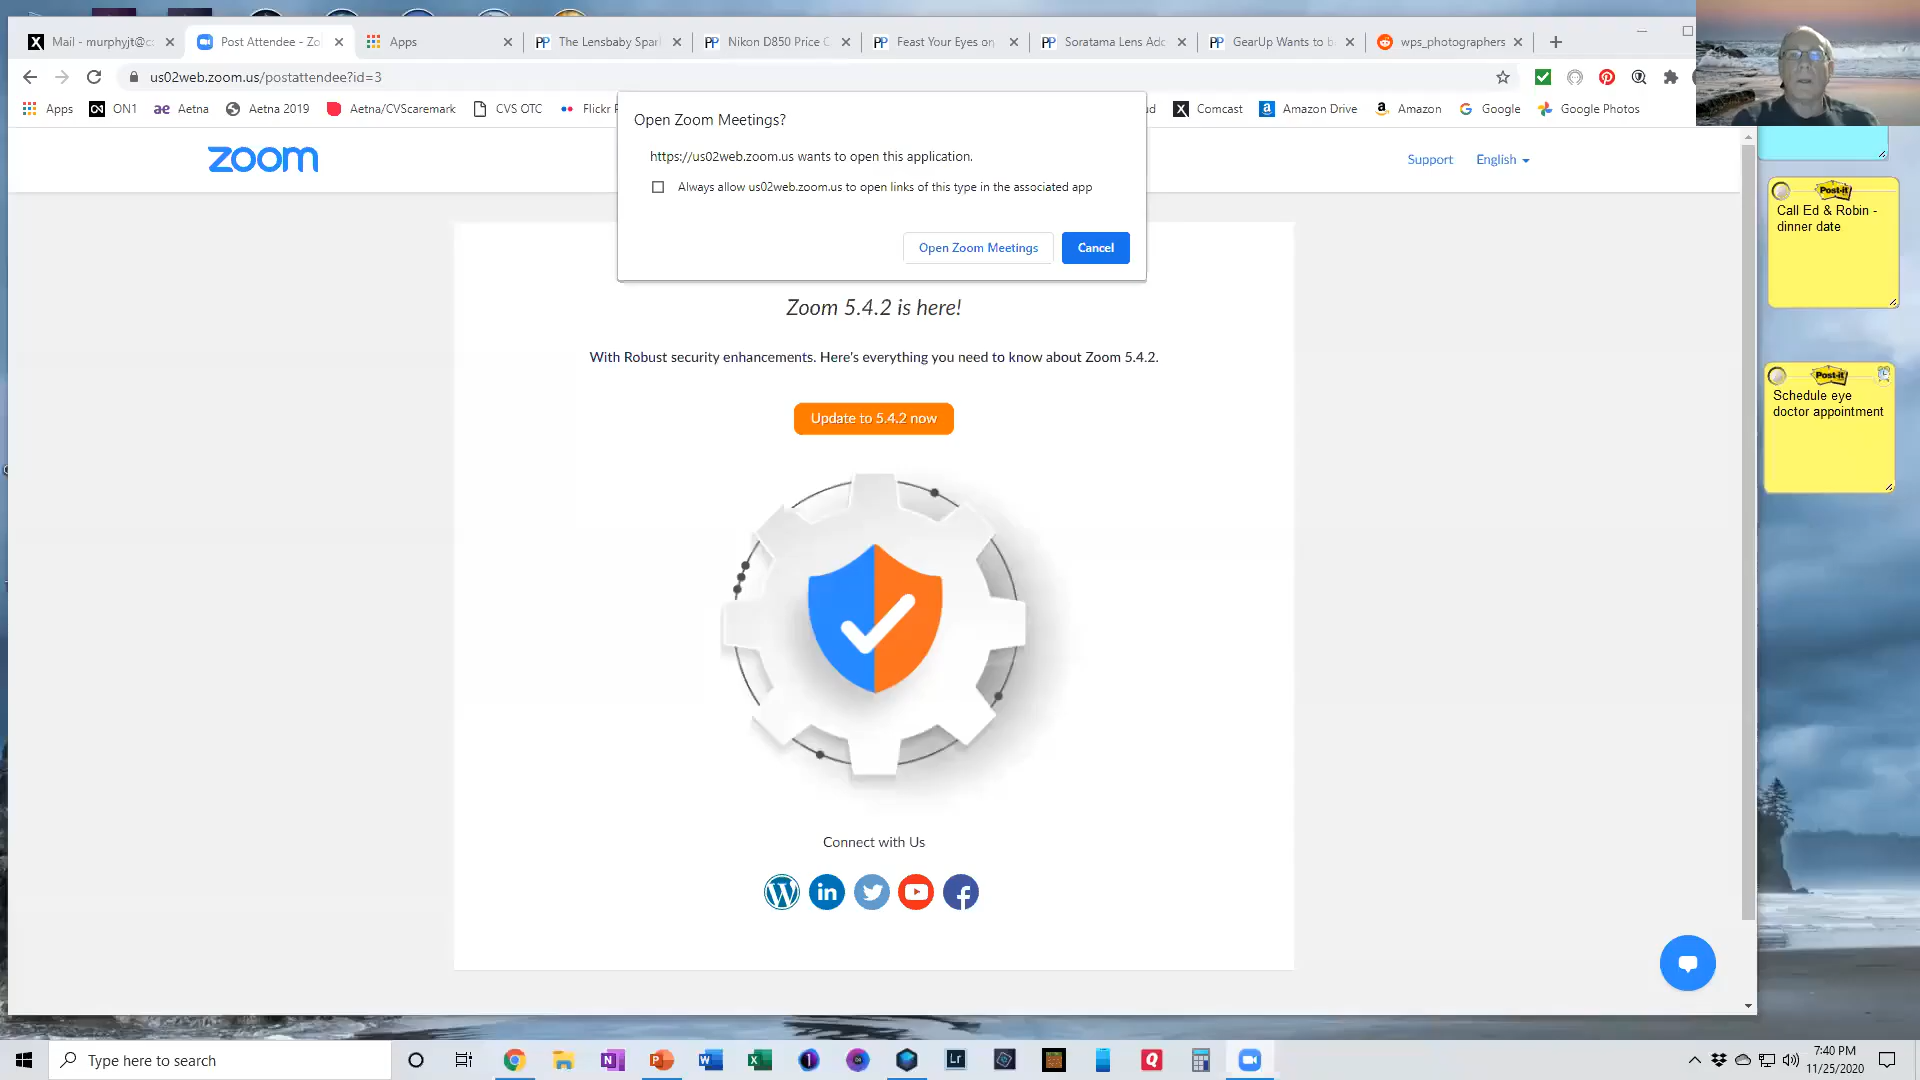 Mail - murphyjt@c
Post Attendee - Zo
Apps
The Lensbaby Spar
Nikon D850 Price
Feast Your Eyes on
Soratama Lens Add
GearUp Wants to b
wps_photographers
us02web.zoom.us/postattendee?id=3
Apps
ON1
Aetna
Aetna 2019
Aetna/CVScaremark
CVS OTC
Flickr
Comcast
Amazon Drive
Amazon
Google
Google Photos
Open Zoom Meetings?
https://us02web.zoom.us wants to open this application.
Always allow us02web.zoom.us to open links of this type in the associated app
Open Zoom Meetings
Cancel
zoom
Support
English
Zoom 5.4.2 is here!
With Robust security enhancements. Here's everything you need to know about Zoom 5.4.2.
Update to 5.4.2 now
Connect with Us
Post-it
Call Ed & Robin -
dinner date
Post-it
Schedule eye
doctor appointment
Type here to search
7:40 PM
11/25/2020